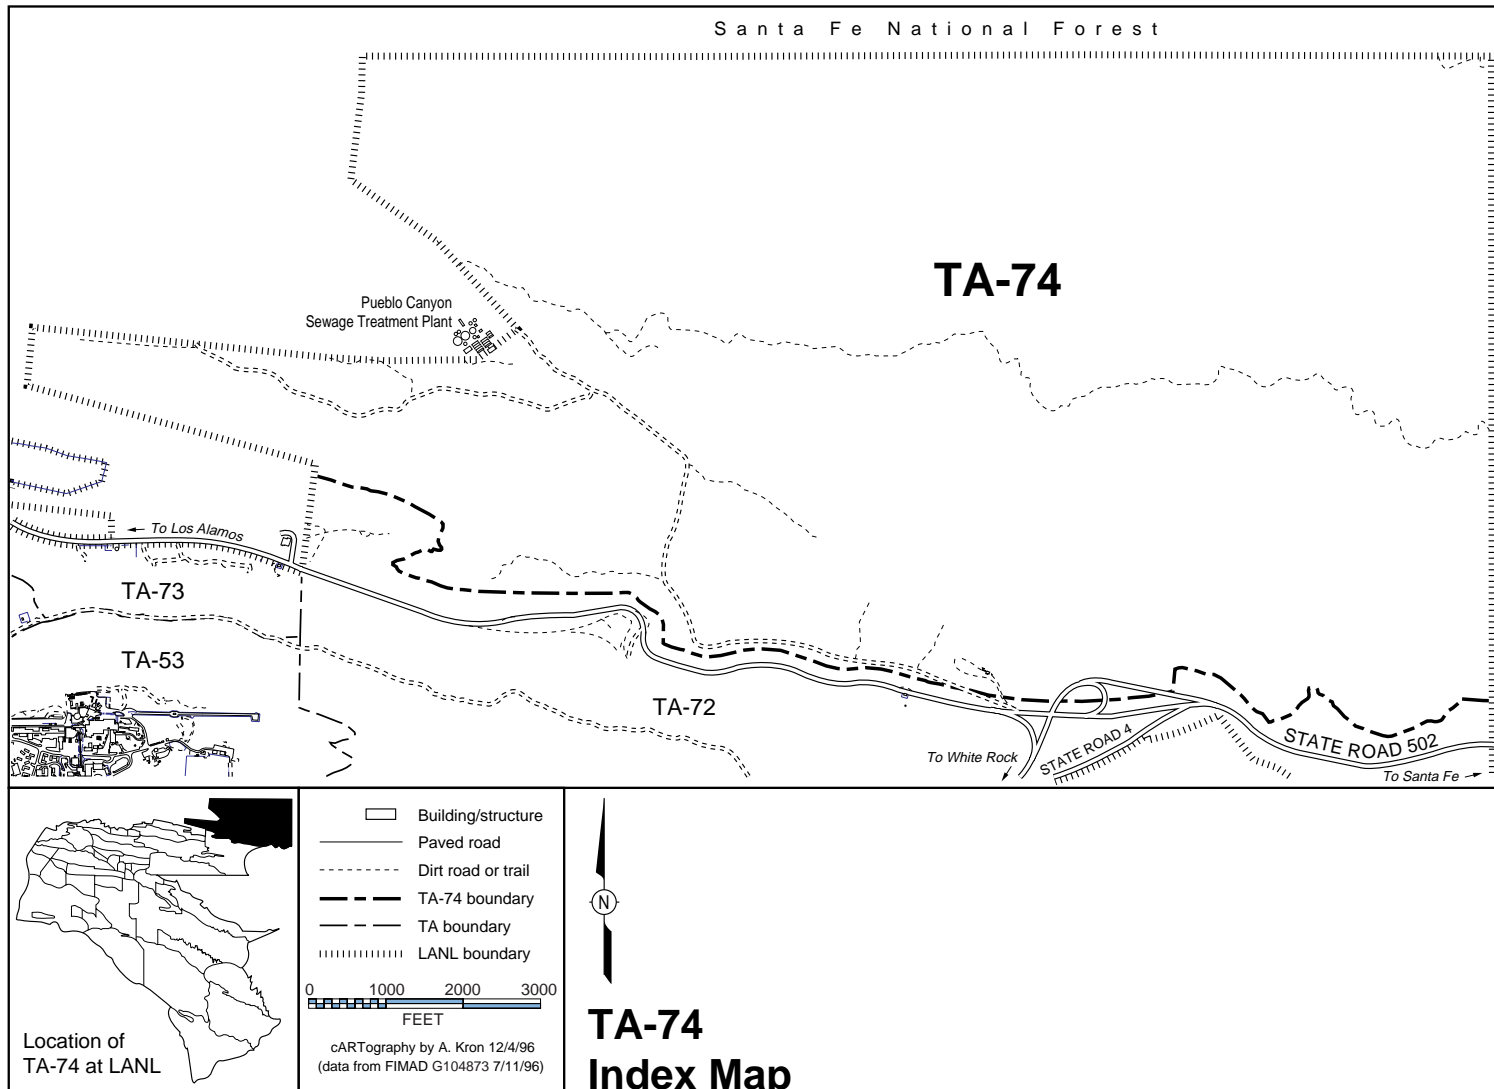 Santa Fe National Forest
TA-74
Pueblo Canyon
Sewage Treatment Plant
To Los Alamos
TA-73
TA-53
TA-72
To White Rock
STATE ROAD 4
STATE ROAD 502
To Santa Fe
Location of
TA-74 at LANL
Building/structure
Paved road
Dirt road or trail
TA-74 boundary
TA boundary
LANL boundary
0 1000 2000 3000
FEET
cARTography by A. Kron 12/4/96
(data from FIMAD G104873 7/11/96)
N
TA-74
Index Map